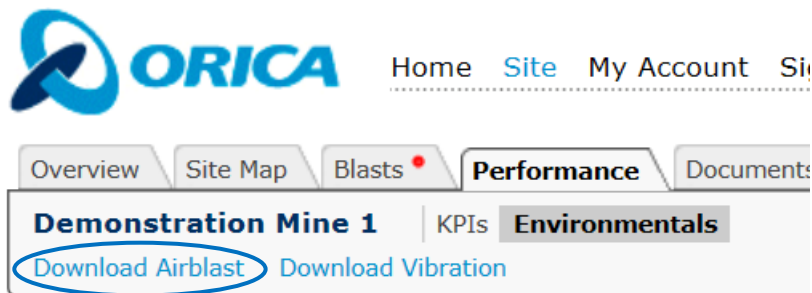 ORICA Home Site My Account
Overview Site Map Blasts Performance Documents
Demonstration Mine 1 KPIs Environmentals
Download Airblast Download Vibration